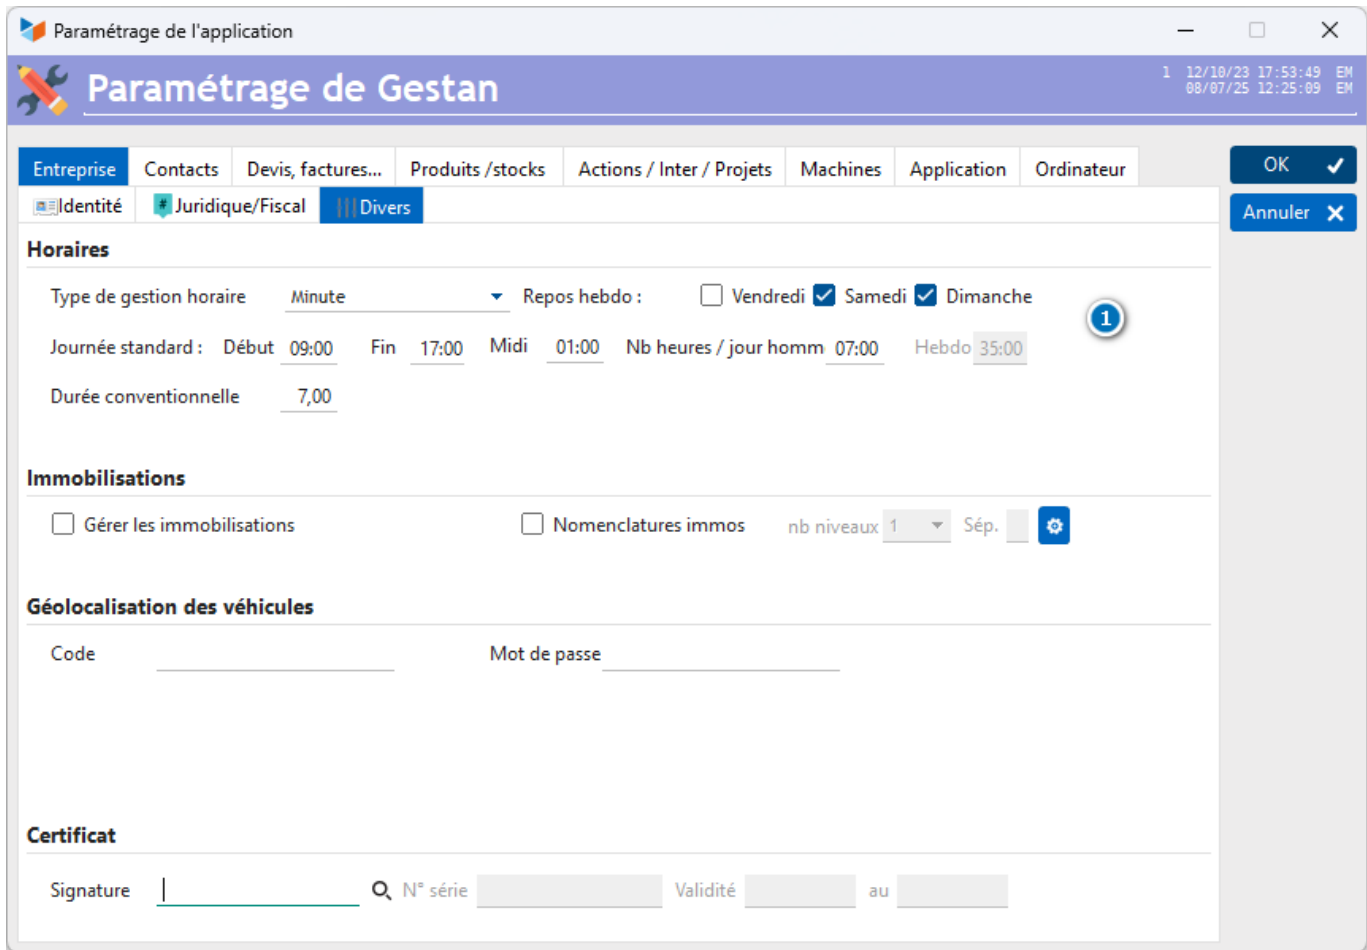 Paramétrage de l'application
Paramétrage de Gestan
1 12/10/23 17:53:49 EM
08/07/25 12:25:09 EM
Entreprise Contacts Devis, factures... Produits /stocks Actions / Inter / Projets Machines Application Ordinateur
OK
Identité # Juridique/Fiscal Divers
Annuler
Horaires
Type de gestion horaire Minute Repos hebdo : Vendredi Samedi Dimanche
1
Journée standard : Début 09:00 Fin 17:00 Midi 01:00 Nb heures / jour homm 07:00 Hebdo 35:00
Durée conventionnelle 7,00
Immobilisations
Gérer les immobilisations Nomenclatures immos nb niveaux 1 Sép.
Géolocalisation des véhicules
Code Mot de passe
Certificat
Signature N° série Validité au